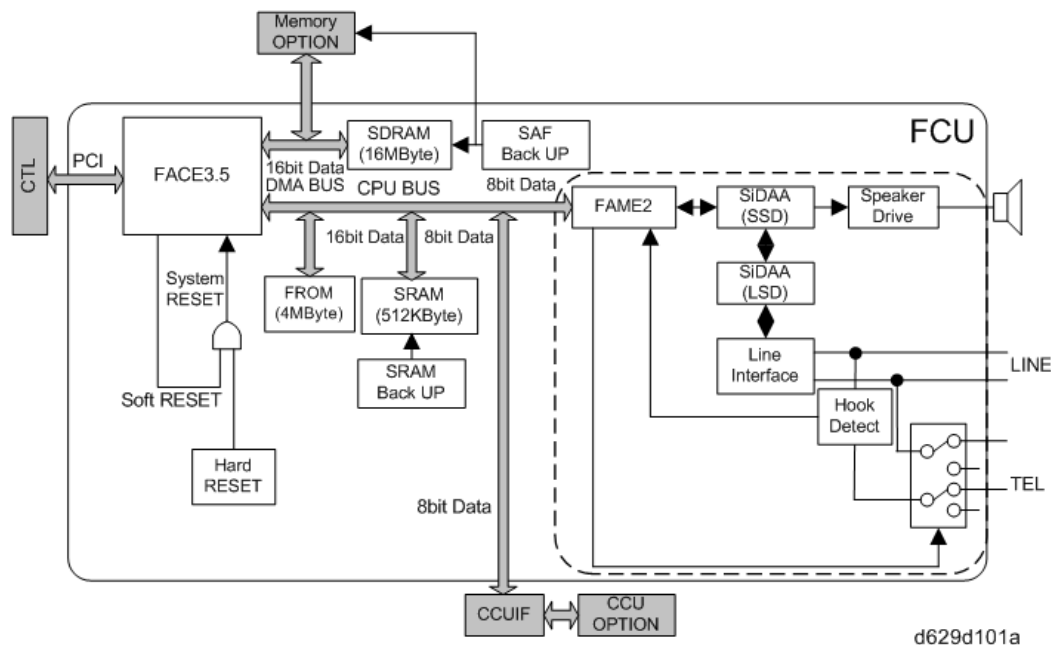 Memory
OPTION
FCU
CTL
PCI
FACE3.5
SDRAM
(16MByte)
SAF
Back UP
16bit Data
DMA BUS
CPU BUS
8bit Data
FAME2
SiDAA
(SSD)
Speaker
Drive
16bit Data
8bit Data
System
RESET
FROM
(4MByte)
SRAM
(512KByte)
SiDAA
(LSD)
Line
Interface
LINE
SRAM
Back UP
Soft RESET
Hook
Detect
Hard
RESET
TEL
8bit Data
CCUIF
CCU
OPTION
d629d101a